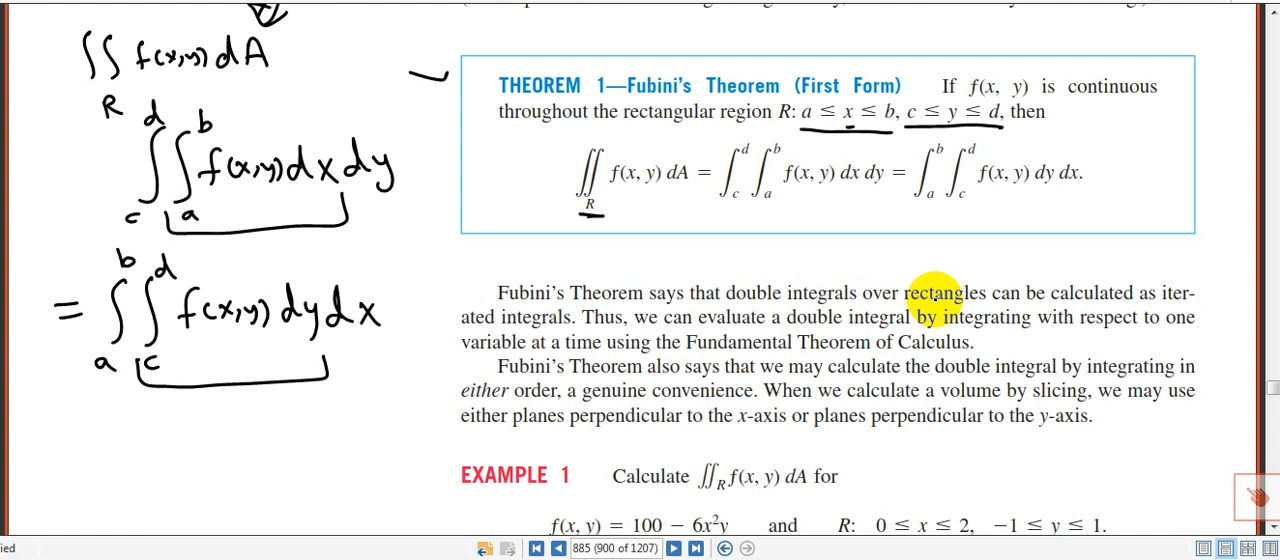 ∫∫ f(x,y) dA
R
∫_c^d ∫_a^b f(x,y) dx dy
= ∫_a^b ∫_c^d f(x,y) dy dx
THEOREM 1—Fubini's Theorem (First Form) If f(x, y) is continuous
throughout the rectangular region R: a ≤ x ≤ b, c ≤ y ≤ d, then
∬_R f(x, y) dA = ∫_c^d ∫_a^b f(x, y) dx dy = ∫_a^b ∫_c^d f(x, y) dy dx.
Fubini's Theorem says that double integrals over rectangles can be calculated as iter-
ated integrals. Thus, we can evaluate a double integral by integrating with respect to one
variable at a time using the Fundamental Theorem of Calculus.
Fubini's Theorem also says that we may calculate the double integral by integrating in
either order, a genuine convenience. When we calculate a volume by slicing, we may use
either planes perpendicular to the x-axis or planes perpendicular to the y-axis.
EXAMPLE 1 Calculate ∬_R f(x, y) dA for
f(x, y) = 100 − 6x²y and R: 0 ≤ x ≤ 2, −1 ≤ y ≤ 1.
ied 885 (900 of 1207)